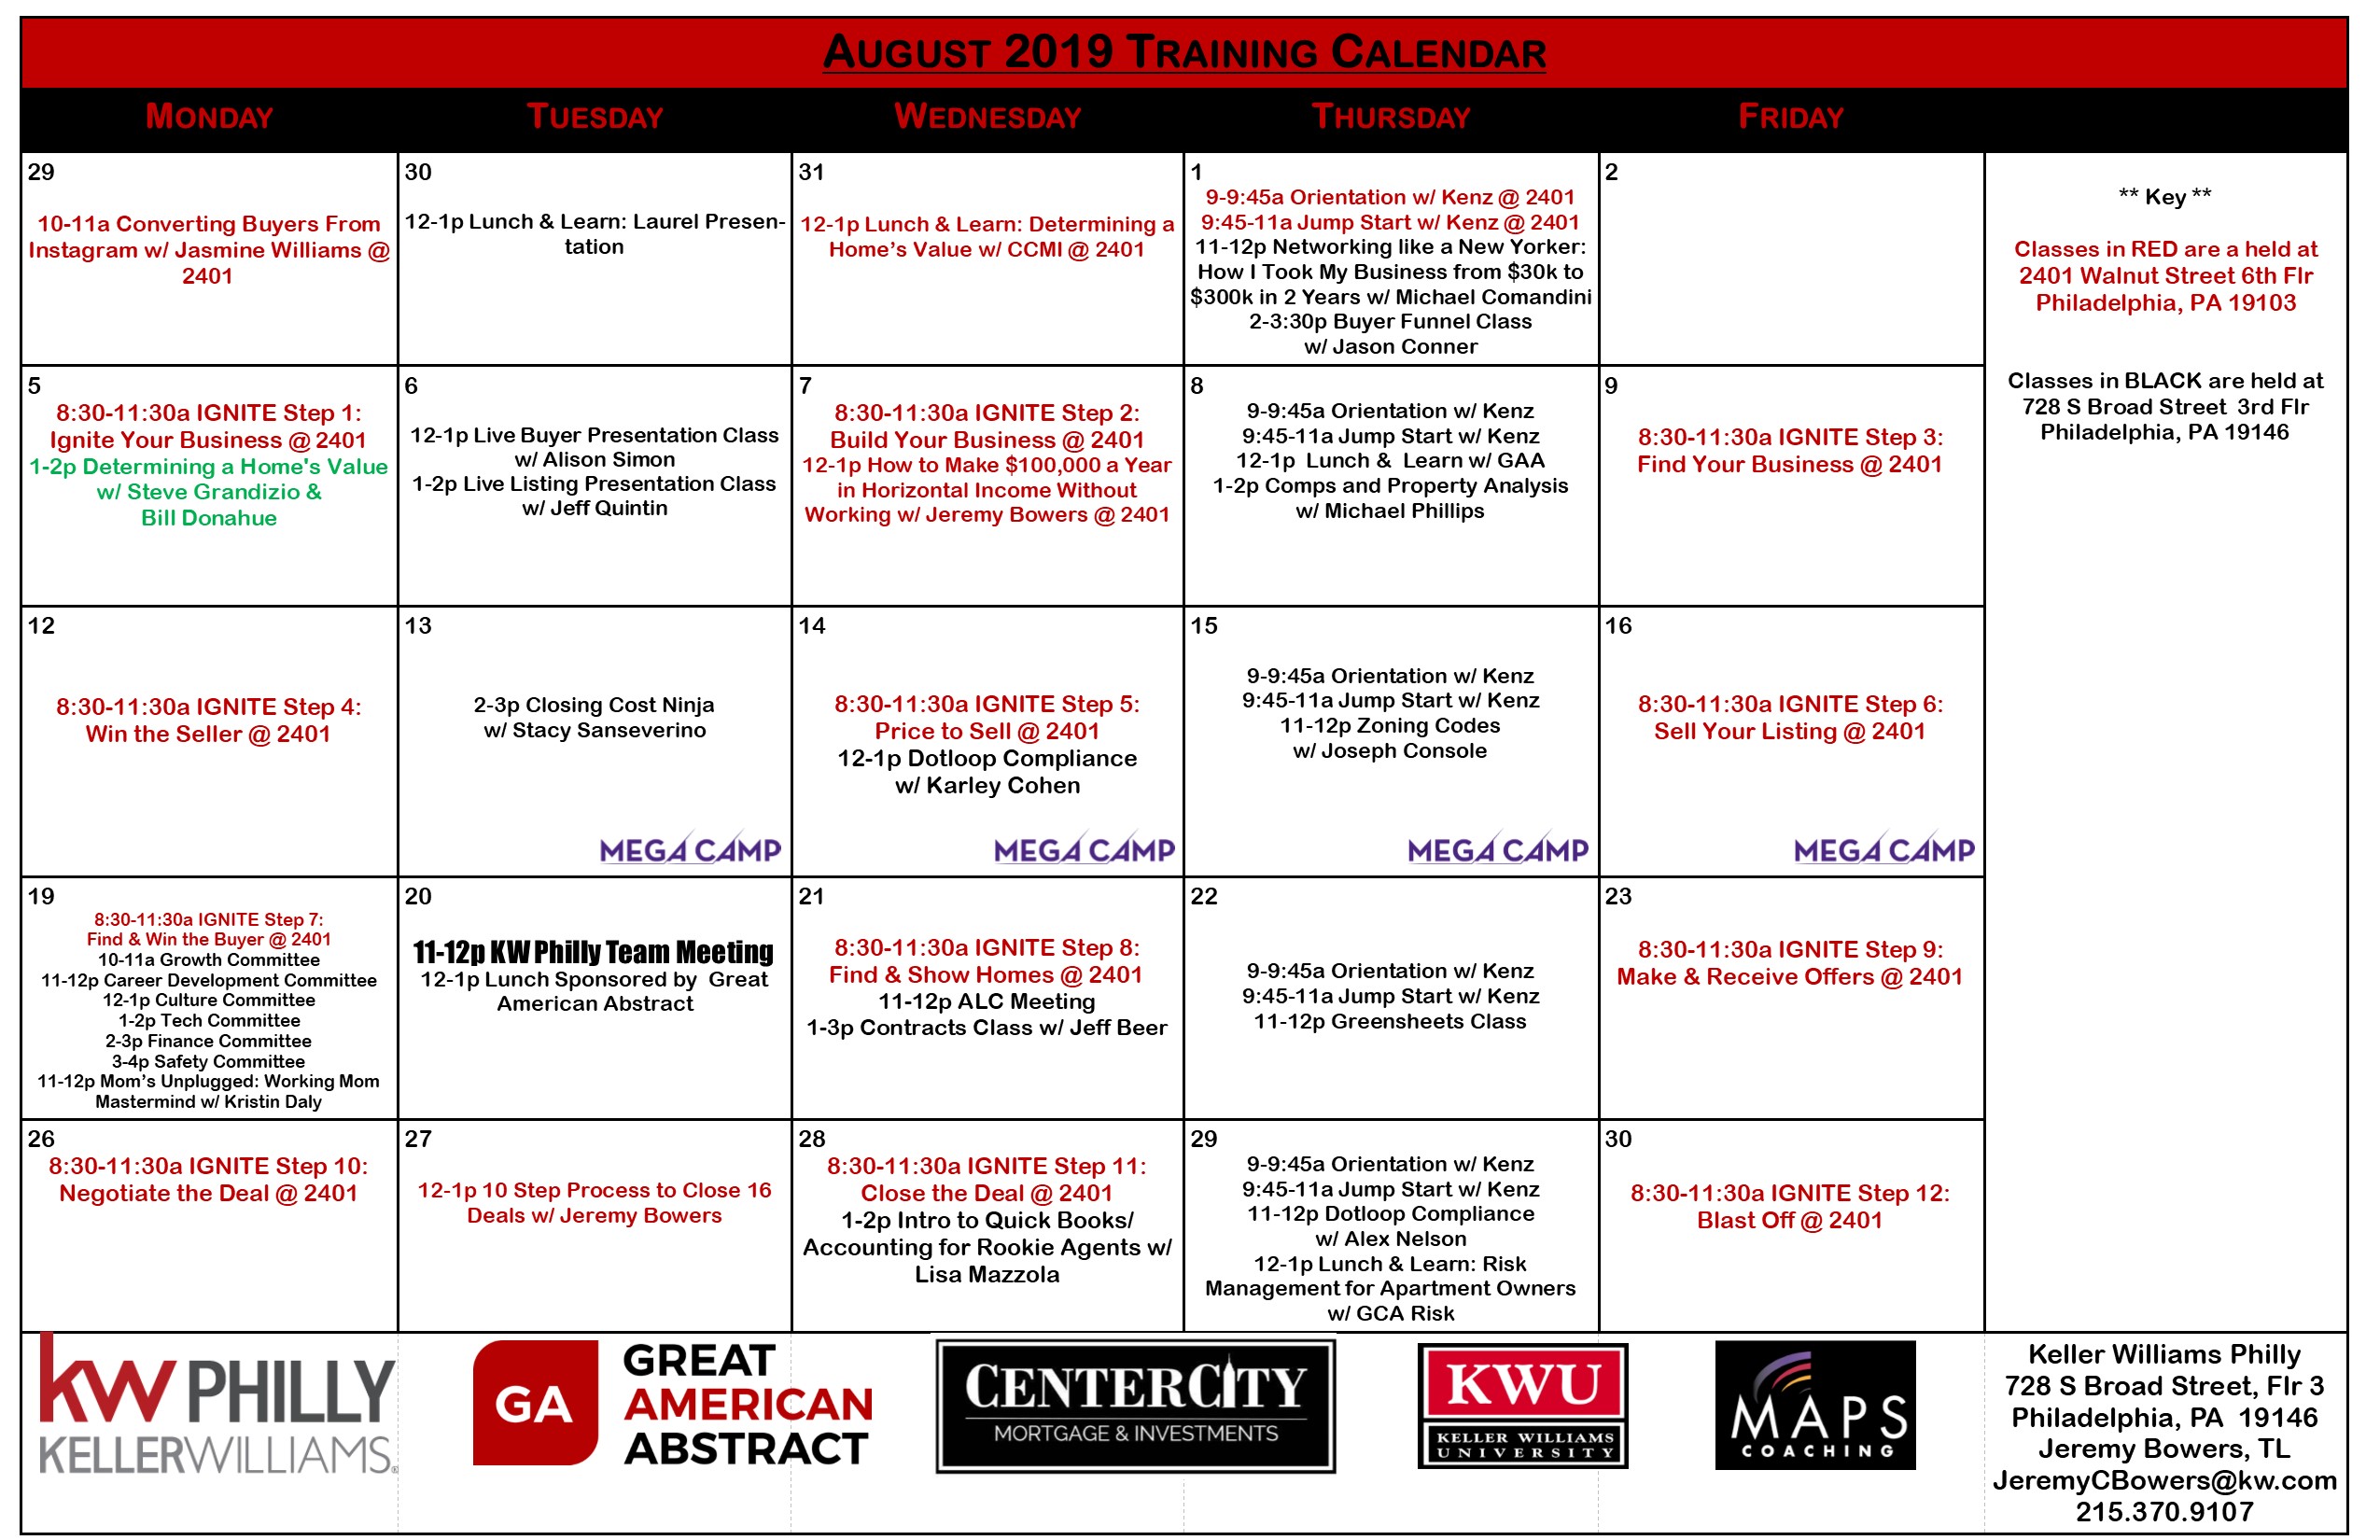 AUGUST 2019 TRAINING CALENDAR
MONDAY
TUESDAY
WEDNESDAY
THURSDAY
FRIDAY
29
10-11a Converting Buyers From
Instagram w/ Jasmine Williams @
2401
30
12-1p Lunch & Learn: Laurel Presen-
tation
31
12-1p Lunch & Learn: Determining a
Home's Value w/ CCMI @ 2401
1
9-9:45a Orientation w/ Kenz @ 2401
9:45-11a Jump Start w/ Kenz @ 2401
11-12p Networking like a New Yorker:
How I Took My Business from $30k to
$300k in 2 Years w/ Michael Comandini
2-3:30p Buyer Funnel Class
w/ Jason Conner
2
** Key **
Classes in RED are a held at
2401 Walnut Street 6th Flr
Philadelphia, PA 19103
Classes in BLACK are held at
728 S Broad Street 3rd Flr
Philadelphia, PA 19146
5
8:30-11:30a IGNITE Step 1:
Ignite Your Business @ 2401
1-2p Determining a Home's Value
w/ Steve Grandizio &
Bill Donahue
6
12-1p Live Buyer Presentation Class
w/ Alison Simon
1-2p Live Listing Presentation Class
w/ Jeff Quintin
7
8:30-11:30a IGNITE Step 2:
Build Your Business @ 2401
12-1p How to Make $100,000 a Year
in Horizontal Income Without
Working w/ Jeremy Bowers @ 2401
8
9-9:45a Orientation w/ Kenz
9:45-11a Jump Start w/ Kenz
12-1p Lunch & Learn w/ GAA
1-2p Comps and Property Analysis
w/ Michael Phillips
9
8:30-11:30a IGNITE Step 3:
Find Your Business @ 2401
12
8:30-11:30a IGNITE Step 4:
Win the Seller @ 2401
13
2-3p Closing Cost Ninja
w/ Stacy Sanseverino
MEGA CAMP
14
8:30-11:30a IGNITE Step 5:
Price to Sell @ 2401
12-1p Dotloop Compliance
w/ Karley Cohen
MEGA CAMP
15
9-9:45a Orientation w/ Kenz
9:45-11a Jump Start w/ Kenz
11-12p Zoning Codes
w/ Joseph Console
MEGA CAMP
16
8:30-11:30a IGNITE Step 6:
Sell Your Listing @ 2401
MEGA CAMP
19
8:30-11:30a IGNITE Step 7:
Find & Win the Buyer @ 2401
10-11a Growth Committee
11-12p Career Development Committee
12-1p Culture Committee
1-2p Tech Committee
2-3p Finance Committee
3-4p Safety Committee
11-12p Mom's Unplugged: Working Mom
Mastermind w/ Kristin Daly
20
11-12p KW Philly Team Meeting
12-1p Lunch Sponsored by Great
American Abstract
21
8:30-11:30a IGNITE Step 8:
Find & Show Homes @ 2401
11-12p ALC Meeting
1-3p Contracts Class w/ Jeff Beer
22
9-9:45a Orientation w/ Kenz
9:45-11a Jump Start w/ Kenz
11-12p Greensheets Class
23
8:30-11:30a IGNITE Step 9:
Make & Receive Offers @ 2401
26
8:30-11:30a IGNITE Step 10:
Negotiate the Deal @ 2401
27
12-1p 10 Step Process to Close 16
Deals w/ Jeremy Bowers
28
8:30-11:30a IGNITE Step 11:
Close the Deal @ 2401
1-2p Intro to Quick Books/
Accounting for Rookie Agents w/
Lisa Mazzola
29
9-9:45a Orientation w/ Kenz
9:45-11a Jump Start w/ Kenz
11-12p Dotloop Compliance
w/ Alex Nelson
12-1p Lunch & Learn: Risk
Management for Apartment Owners
w/ GCA Risk
30
8:30-11:30a IGNITE Step 12:
Blast Off @ 2401
kw PHILLY
KELLERWILLIAMS®
GA
GREAT
AMERICAN
ABSTRACT
CENTERCITY
MORTGAGE & INVESTMENTS
KWU
KELLER WILLIAMS
UNIVERSITY
MAPS
COACHING
Keller Williams Philly
728 S Broad Street, Flr 3
Philadelphia, PA 19146
Jeremy Bowers, TL
JeremyCBowers@kw.com
215.370.9107